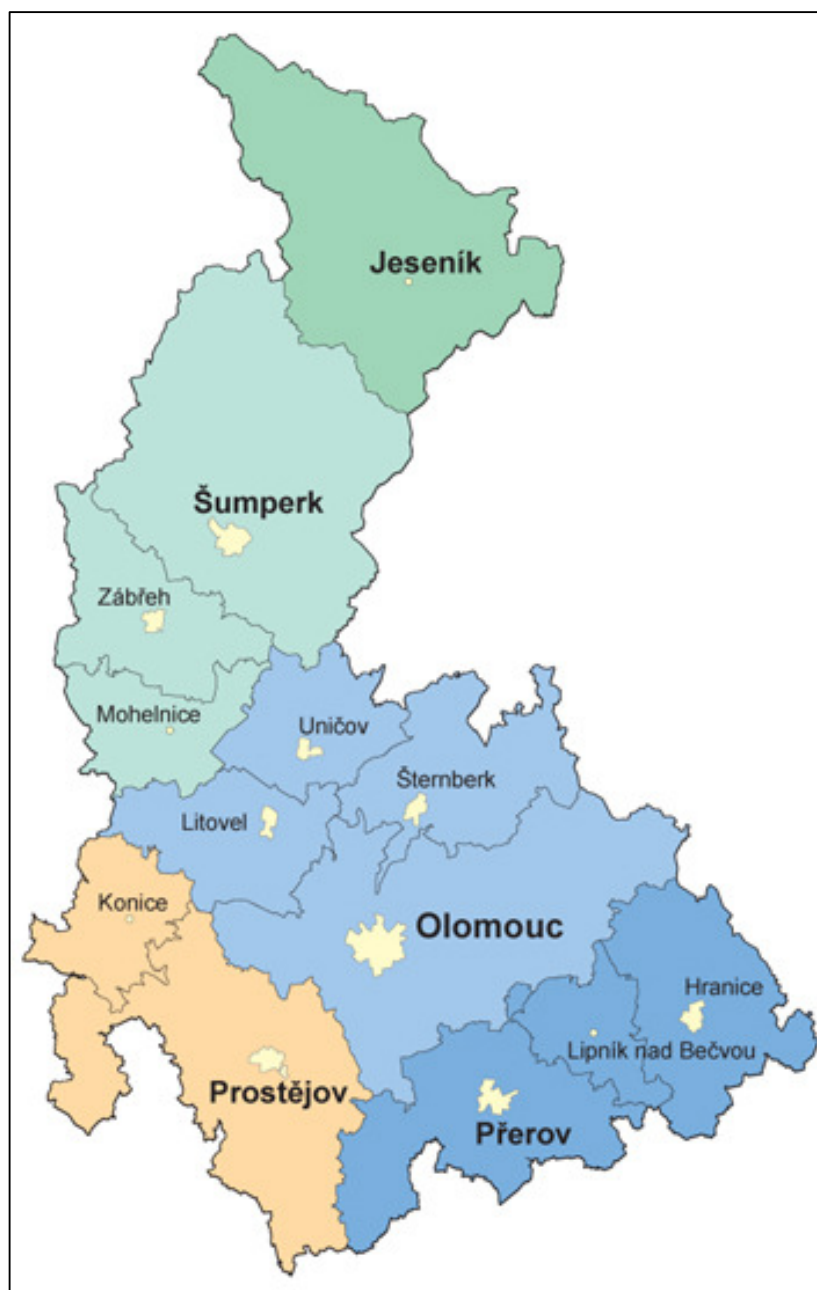 Jeseník
Šumperk
Zábřeh
Mohelnice
Uničov
Šternberk
Litovel
Konice
Olomouc
Hranice
Lipník nad Bečvou
Prostějov
Přerov